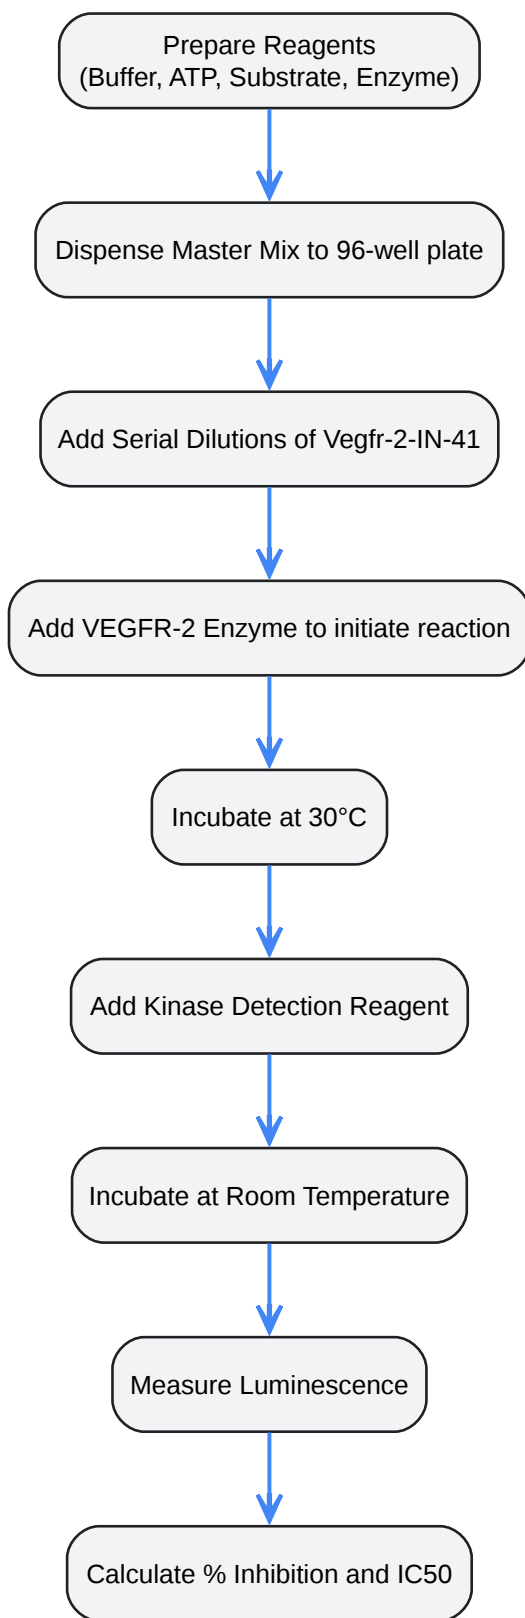 Prepare Reagents
(Buffer, ATP, Substrate, Enzyme)
Dispense Master Mix to 96-well plate
Add Serial Dilutions of Vegfr-2-IN-41
Add VEGFR-2 Enzyme to initiate reaction
Incubate at 30°C
Add Kinase Detection Reagent
Incubate at Room Temperature
Measure Luminescence
Calculate % Inhibition and IC50